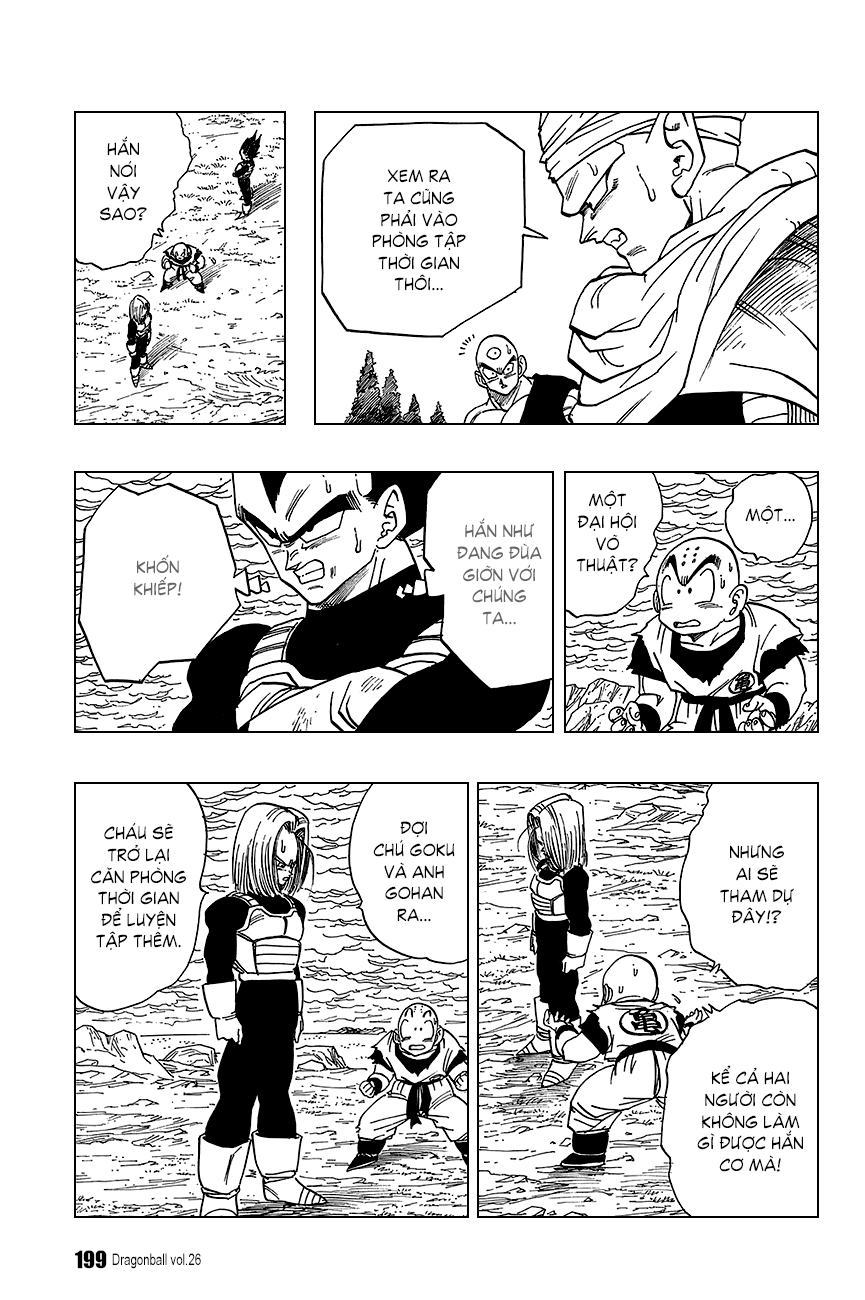 XEM RA
TA CŨNG
PHẢI VÀO
PHÒNG TẬP
THỜI GIAN
THÔI...
HẮN
NÓI
VẬY
SAO?
MỘT...
MỘT
ĐẠI HỘI
VÕ
THUẬT?
HẮN NHƯ
ĐANG ĐÙA
GIỠN VỚI
CHÚNG
TA...
KHỐN
KHIẾP!
NHƯNG
AI SẼ
THAM DỰ
ĐÂY!?
KỂ CẢ HAI
NGƯỜI CÒN
KHÔNG LÀM
GÌ ĐƯỢC HẮN
CƠ MÀ!
ĐỢI
CHÚ GOKU
VÀ ANH
GOHAN
RA...
CHÁU SẼ
TRỞ LẠI
CĂN PHÒNG
THỜI GIAN
ĐỂ LUYỆN
TẬP THÊM.
199 Dragonball vol.26